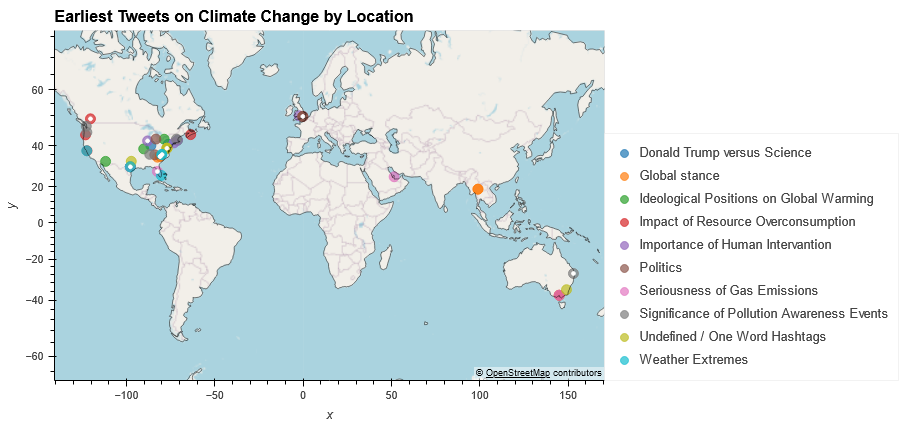 Earliest Tweets on Climate Change by Location
y
60
40
20
0
−20
−40
−60
−100
−50
0
50
100
150
x
© OpenStreetMap contributors
Donald Trump versus Science
Global stance
Ideological Positions on Global Warming
Impact of Resource Overconsumption
Importance of Human Intervantion
Politics
Seriousness of Gas Emissions
Significance of Pollution Awareness Events
Undefined / One Word Hashtags
Weather Extremes